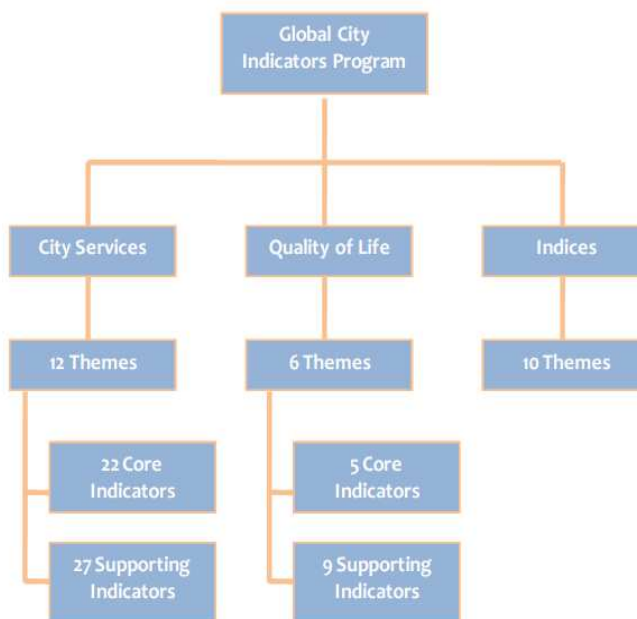 Global City
Indicators Program
City Services
Quality of Life
Indices
12 Themes
6 Themes
10 Themes
22 Core
Indicators
5 Core
Indicators
27 Supporting
Indicators
9 Supporting
Indicators